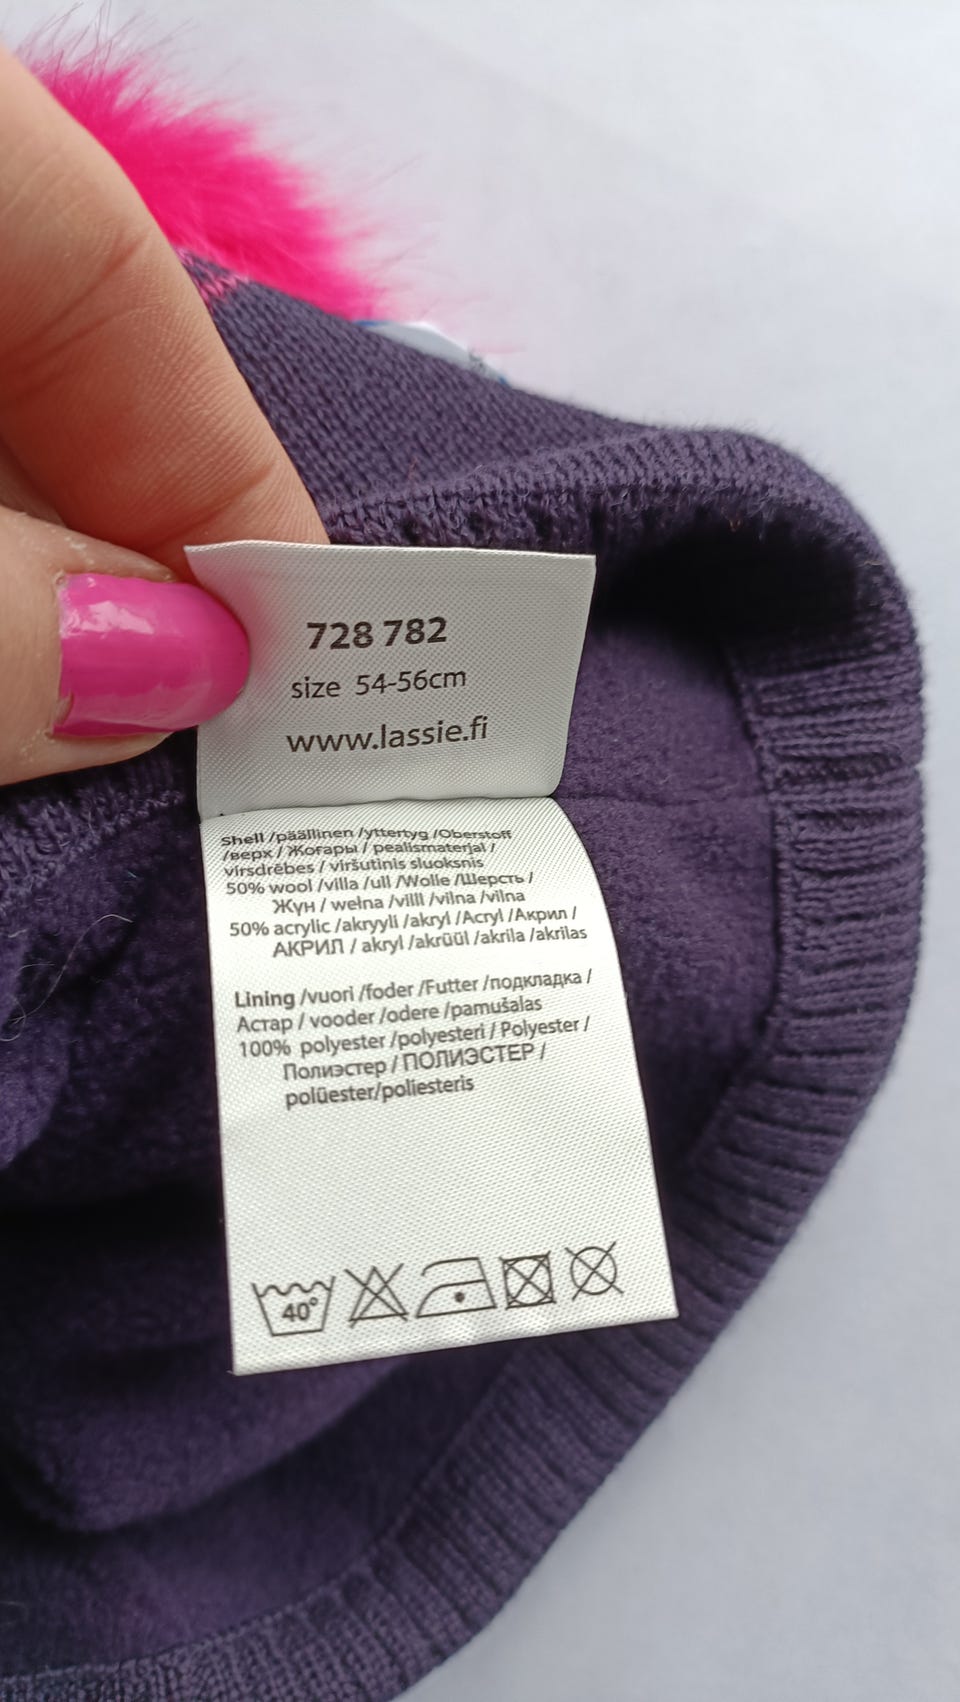 728 782
size 54-56cm
www.lassie.fi
Shell /päällinen /yttertyg /Oberstoff
/верх / Жоғары / pealismaterjal /
virsdrēbes / viršutinis sluoksnis
50% wool /villa /ull /Wolle /Шерсть /
Жүн / wełna /villl /vilna /vilna
50% acrylic /akryyli /akryl /Acryl /Акрил /
АКРИЛ / akryl /akrüül /akrila /akrilas
Lining /vuori /foder /Futter /подкладка /
Астар / vooder /odere /pamušalas
100% polyester /polyesteri / Polyester /
Полиэстер / ПОЛИЭСТЕР /
polüester/poliesteris
40°